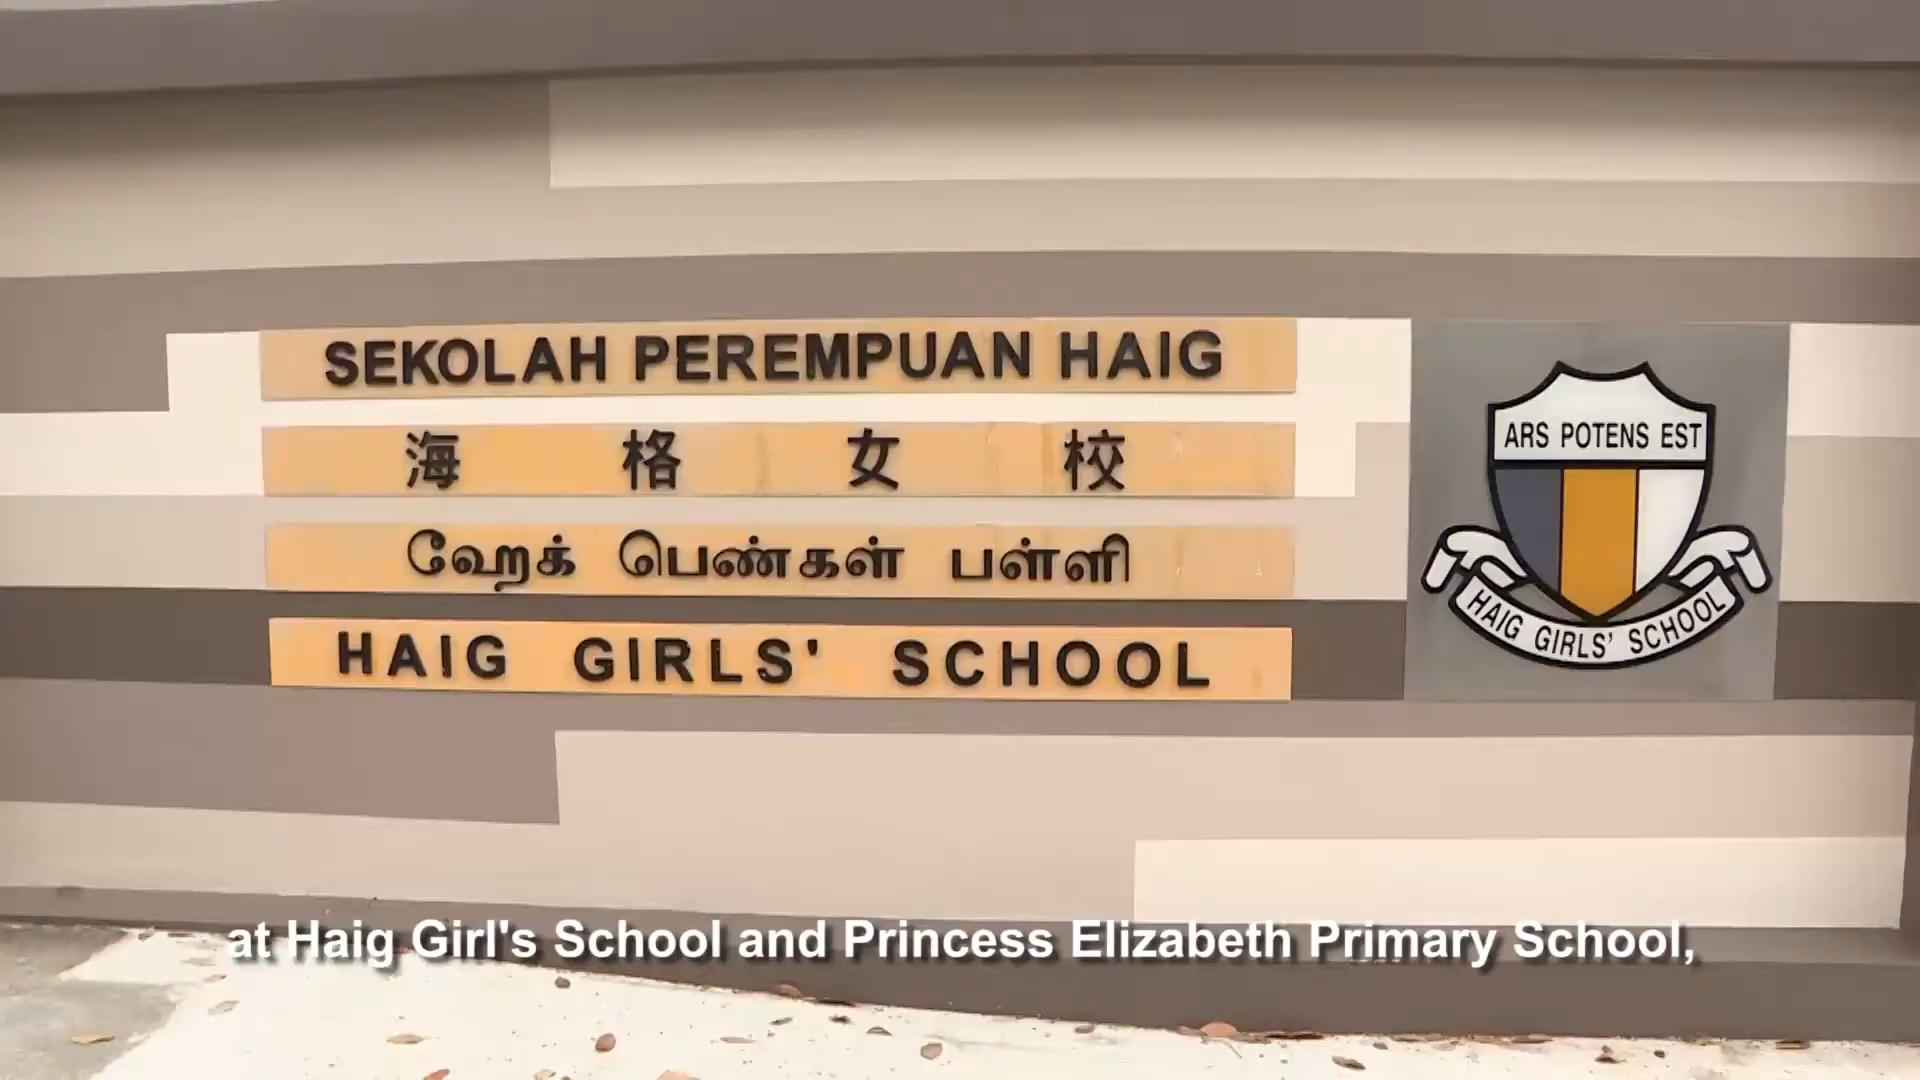 SEKOLAH PEREMPUAN HAIG
海格女校
ஹேக் பெண்கள் பள்ளி
HAIG GIRLS' SCHOOL
ARS POTENS EST
HAIG GIRLS' SCHOOL
at Haig Girl's School and Princess Elizabeth Primary School,